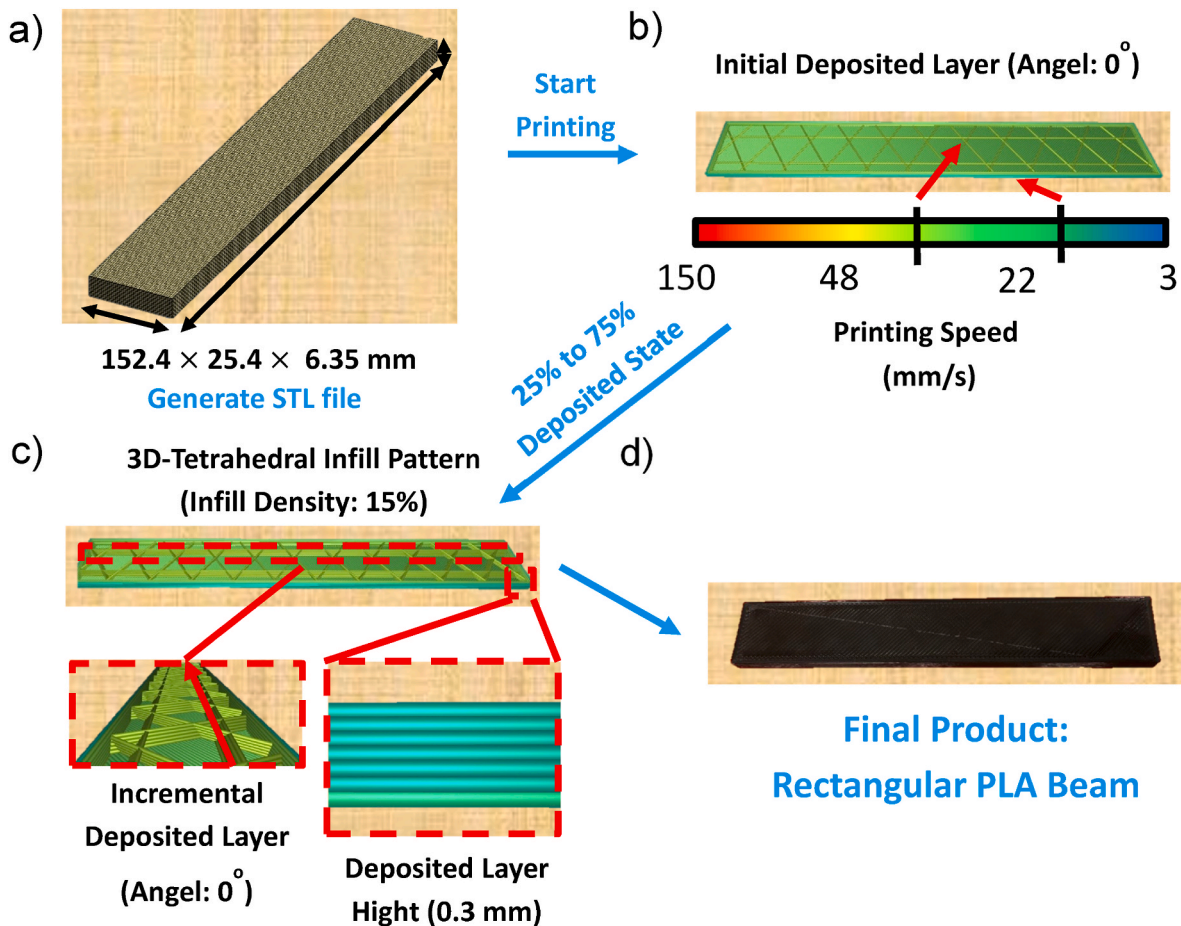 a)
152.4 × 25.4 × 6.35 mm
Generate STL file
Start
Printing
b)
Initial Deposited Layer (Angel: 0°)
150 48 22 3
Printing Speed
(mm/s)
25% to 75%
Deposited State
c)
3D-Tetrahedral Infill Pattern
(Infill Density: 15%)
Incremental
Deposited Layer
(Angel: 0°)
Deposited Layer
Hight (0.3 mm)
d)
Final Product:
Rectangular PLA Beam